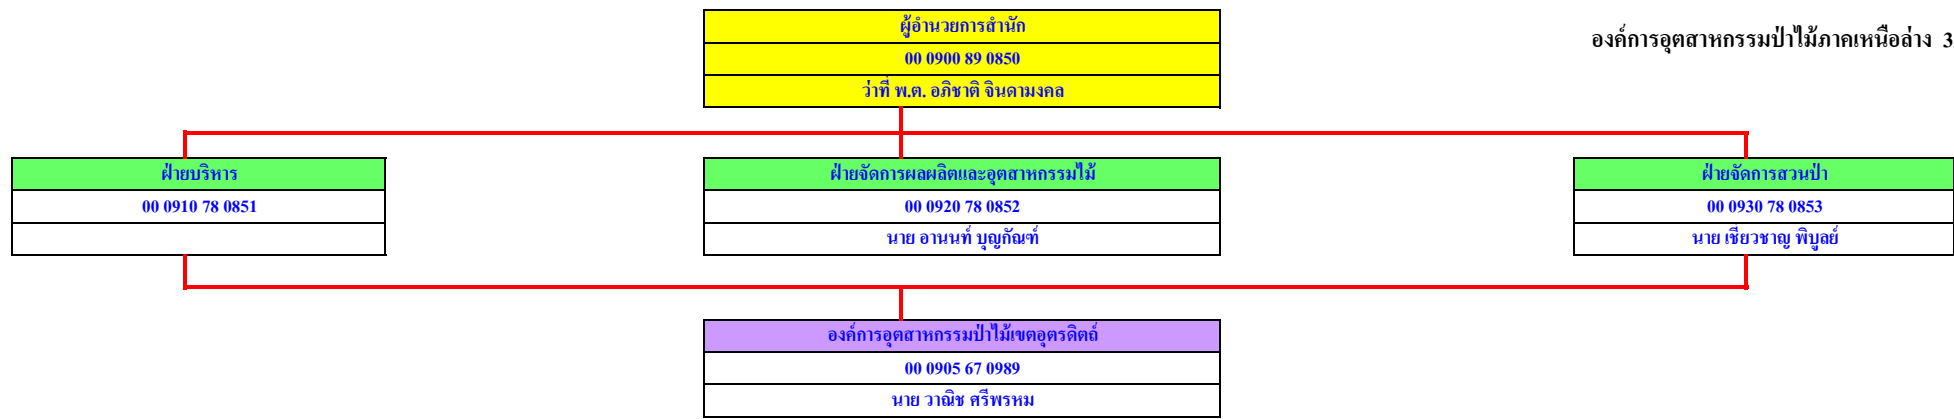 องค์การอุตสาหกรรมป่าไม้ภาคเหนือล่าง 3
ผู้อำนวยการสำนัก
00 0900 89 0850
ว่าที่ พ.ต. อภิชาติ จินดามงคล
ฝ่ายบริหาร
00 0910 78 0851
ฝ่ายจัดการผลผลิตและอุตสาหกรรมไม้
00 0920 78 0852
นาย อานนท์ บุญกัณฑ์
ฝ่ายจัดการสวนป่า
00 0930 78 0853
นาย เชี่ยวชาญ พิบูลย์
องค์การอุตสาหกรรมป่าไม้เขตอุตรดิตถ์
00 0905 67 0989
นาย วาณิช ศรีพรหม